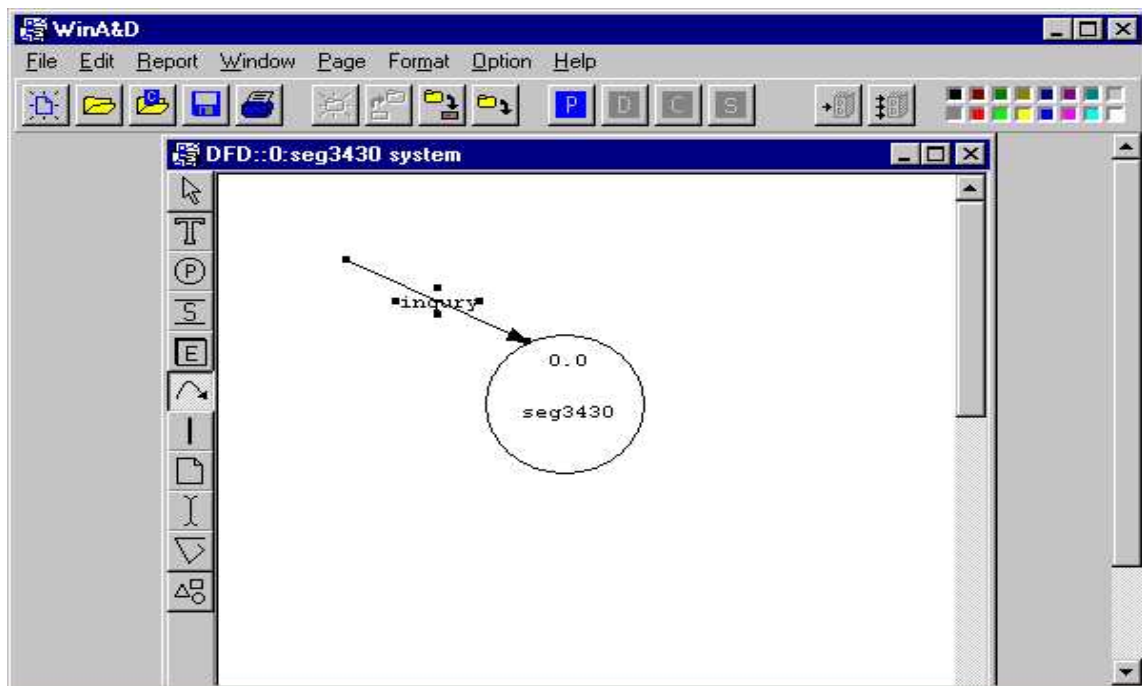 WinA&D
File Edit Report Window Page Format Option Help
C P D C S
DFD::0:seg3430 system
T
P
S
E
inqury
0.0
seg3430